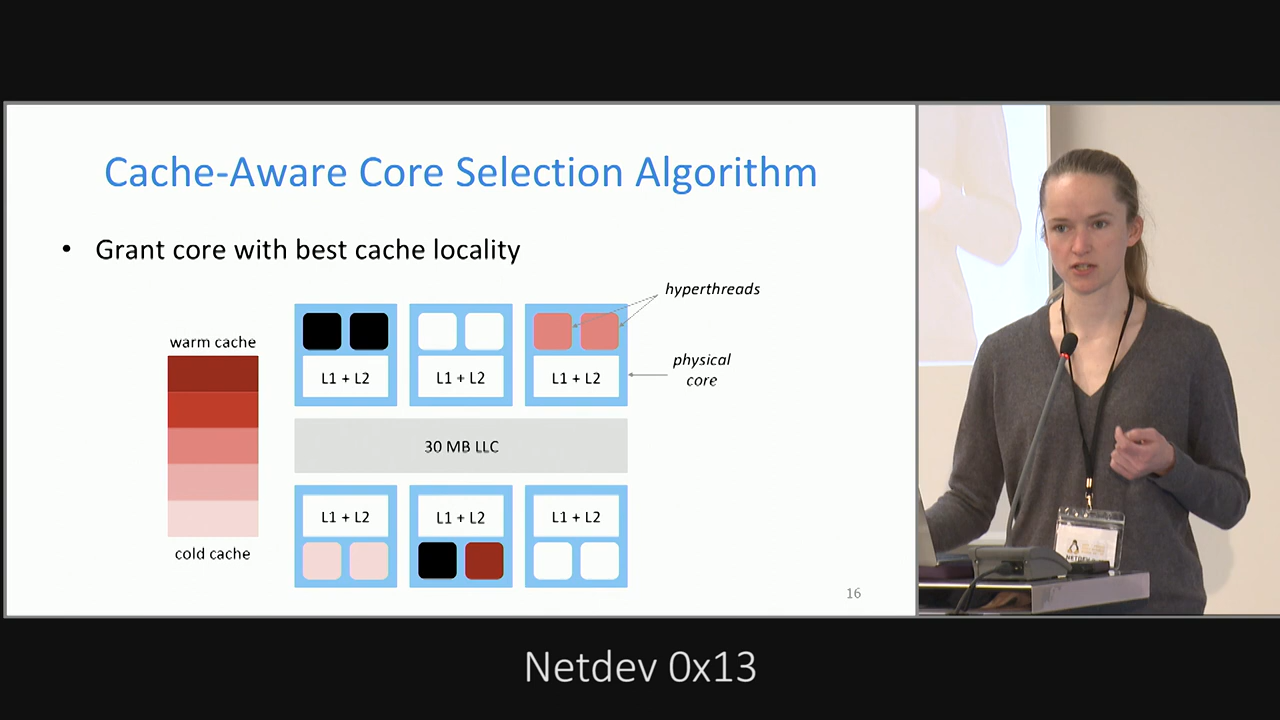 Cache-Aware Core Selection Algorithm
• Grant core with best cache locality
hyperthreads
warm cache
physical
core
L1 + L2
L1 + L2
L1 + L2
30 MB LLC
L1 + L2
L1 + L2
L1 + L2
cold cache
16
NETDEV
Netdev 0x13